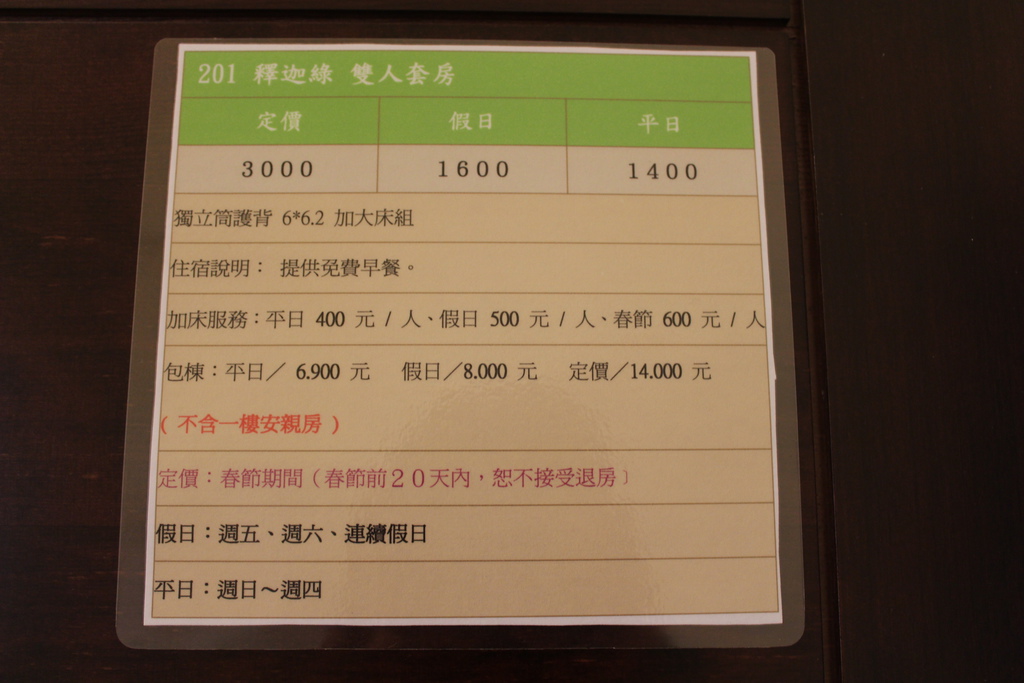 201 釋迦綠 雙人套房
定價 假日 平日
3000 1600 1400
獨立筒護背 6*6.2 加大床組
住宿說明： 提供免費早餐。
加床服務：平日 400 元 / 人、假日 500 元 / 人、春節 600 元 / 人
包棟：平日／ 6.900 元 假日／8.000 元 定價／14.000 元
( 不含一樓安親房 )
定價：春節期間（春節前２０天內，恕不接受退房〕
假日：週五、週六、連續假日
平日：週日～週四